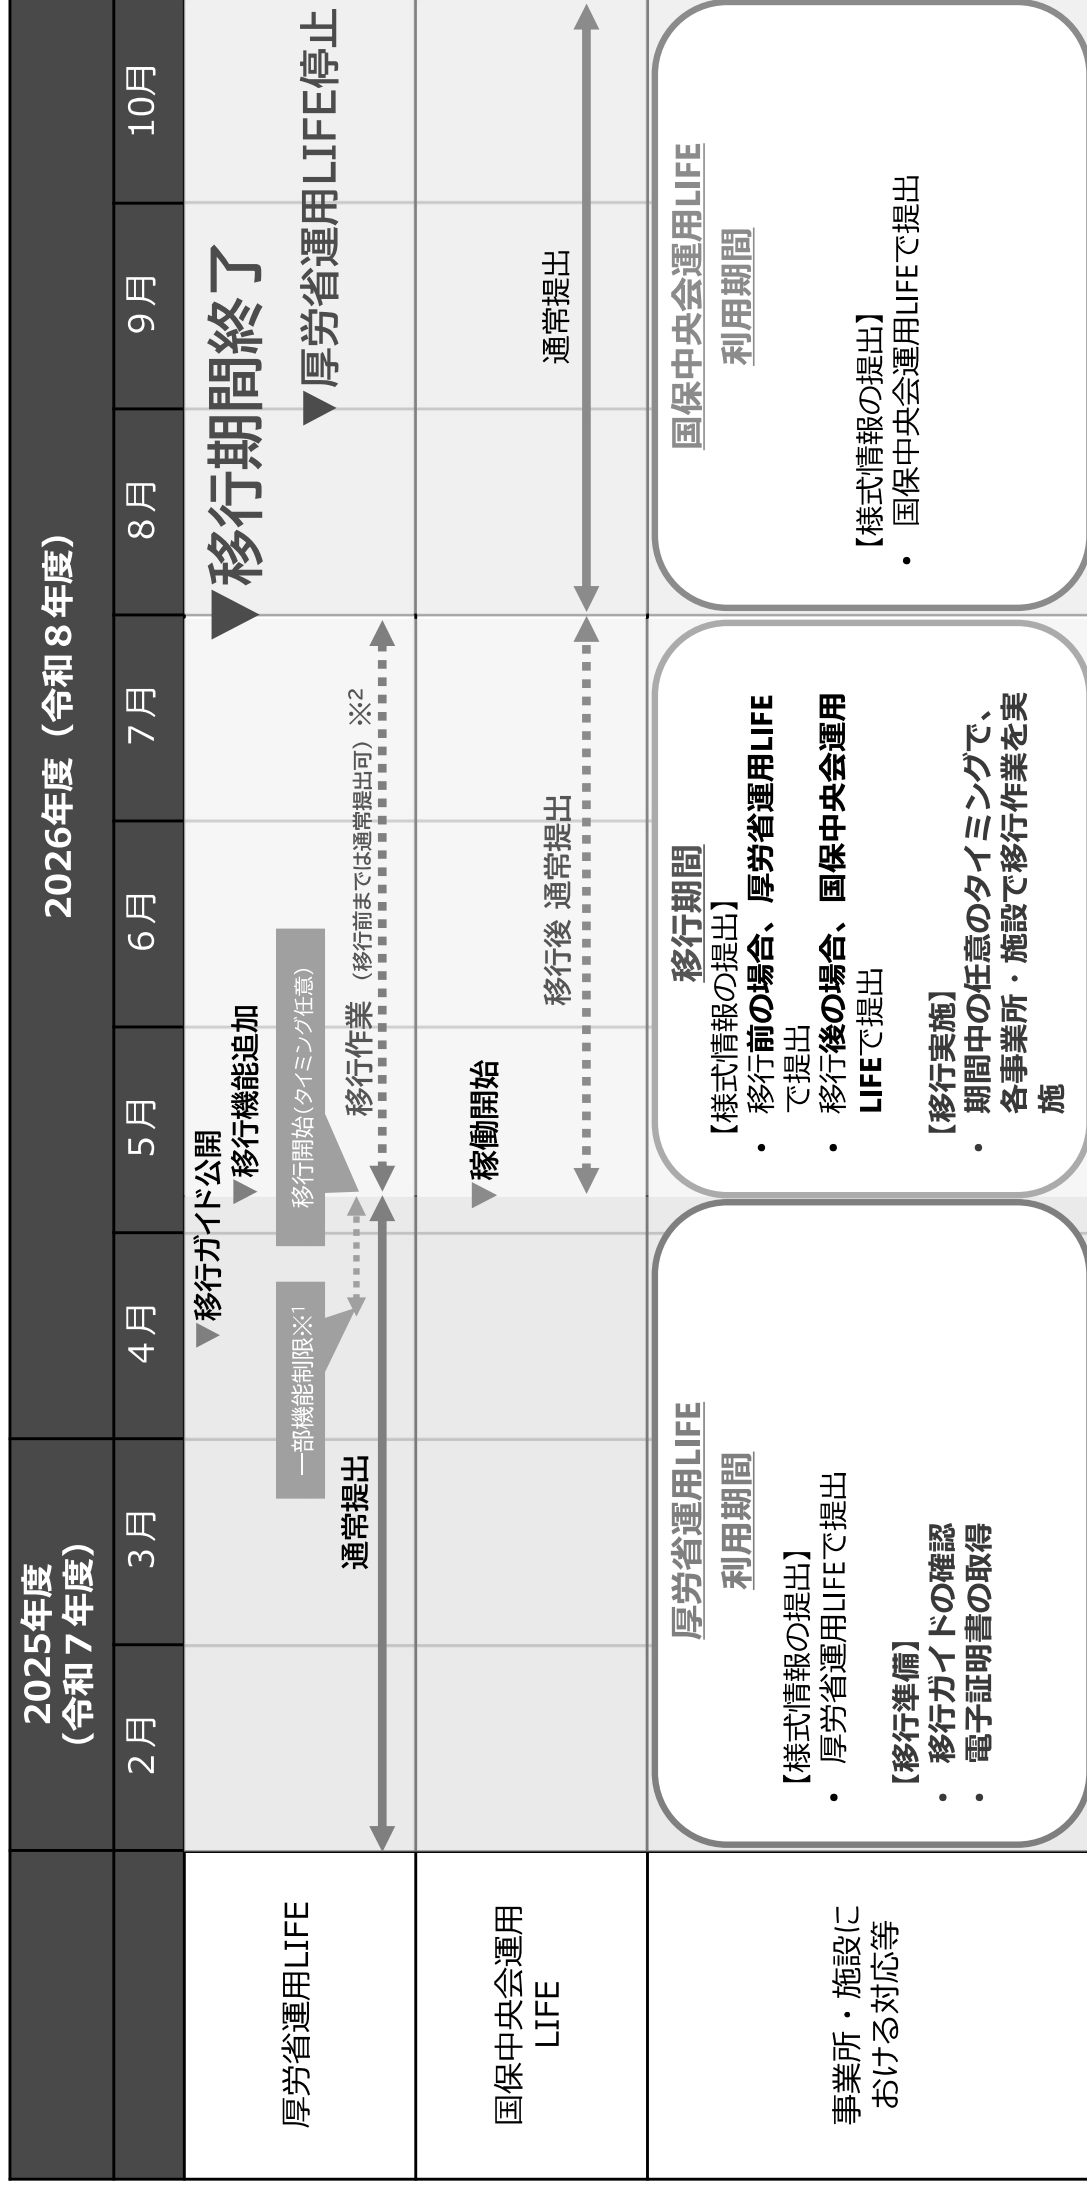 2025年度
（令和７年度）
2026年度（令和８年度）
2月
3月
4月
5月
6月
7月
8月
9月
10月
厚労省運用LIFE
▼移行ガイド公開
▼移行機能追加
▼移行期間終了
▼厚労省運用LIFE停止
一部機能制限※1
移行開始(タイミング任意)
通常提出
移行作業（移行前までは通常提出可）※2
国保中央会運用
LIFE
▼稼働開始
移行後 通常提出
通常提出
事業所・施設に
おける対応等
厚労省運用LIFE
利用期間
【様式情報の提出】
• 厚労省運用LIFEで提出
【移行準備】
• 移行ガイドの確認
• 電子証明書の取得
移行期間
【様式情報の提出】
• 移行前の場合、厚労省運用LIFE
で提出
• 移行後の場合、国保中央会運用
LIFEで提出
【移行実施】
• 期間中の任意のタイミングで、
各事業所・施設で移行作業を実
施
国保中央会運用LIFE
利用期間
【様式情報の提出】
• 国保中央会運用LIFEで提出